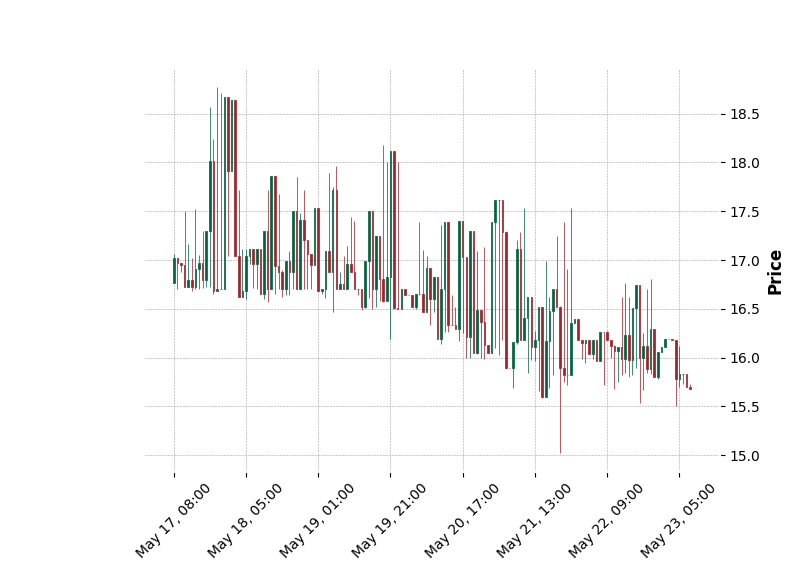 18.5
18.0
17.5
17.0
16.5
16.0
15.5
15.0
Price
May 17, 08:00
May 18, 05:00
May 19, 01:00
May 19, 21:00
May 20, 17:00
May 21, 13:00
May 22, 09:00
May 23, 05:00